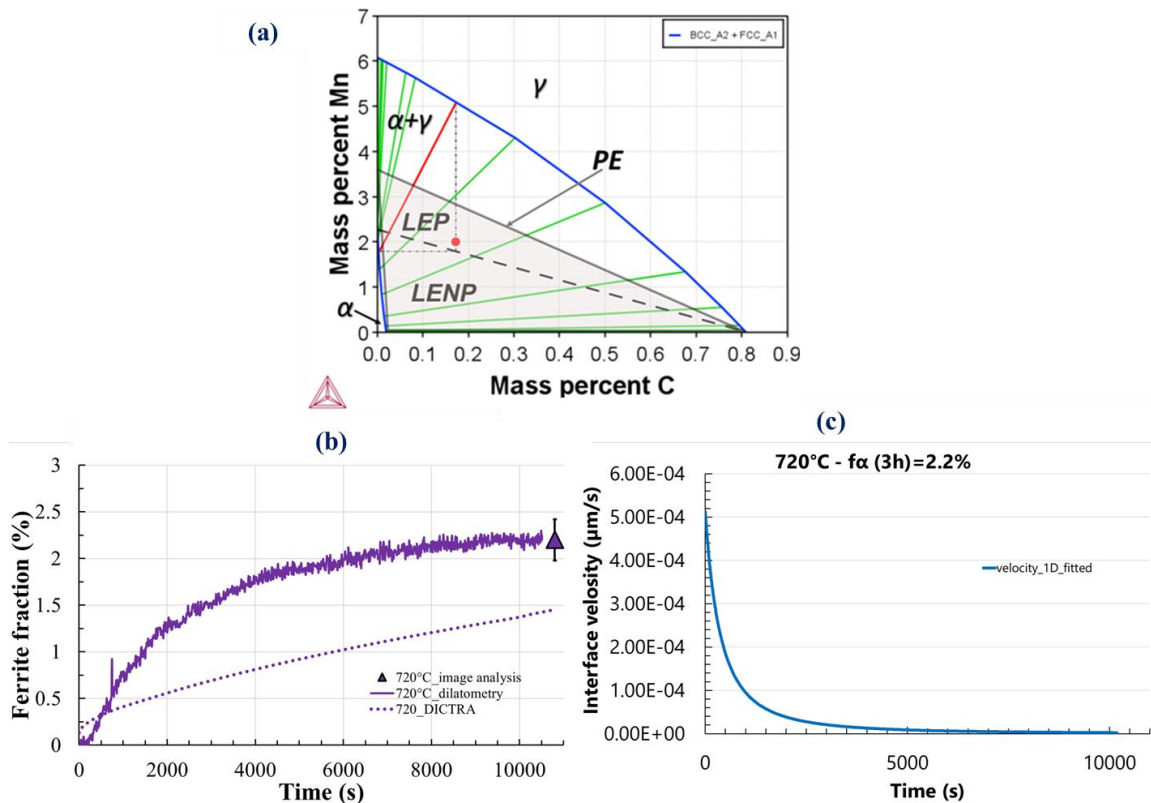 (a)
Mass percent Mn
7
6
5
4
3
2
1
0
BCC_A2 + FCC_A1
γ
α+γ
PE
LEP
LENP
α
0.0 0.1 0.2 0.3 0.4 0.5 0.6 0.7 0.8 0.9
Mass percent C
(b)
Ferrite fraction (%)
3
2.5
2
1.5
1
0.5
0
720°C_image analysis
720°C_dilatometry
720_DICTRA
0 2000 4000 6000 8000 10000
Time (s)
(c)
720°C - fα (3h)=2.2%
Interface velosity (μm/s)
6.00E-04
5.00E-04
4.00E-04
3.00E-04
2.00E-04
1.00E-04
0.00E+00
velocity_1D_fitted
0 5000 10000
Time (s)